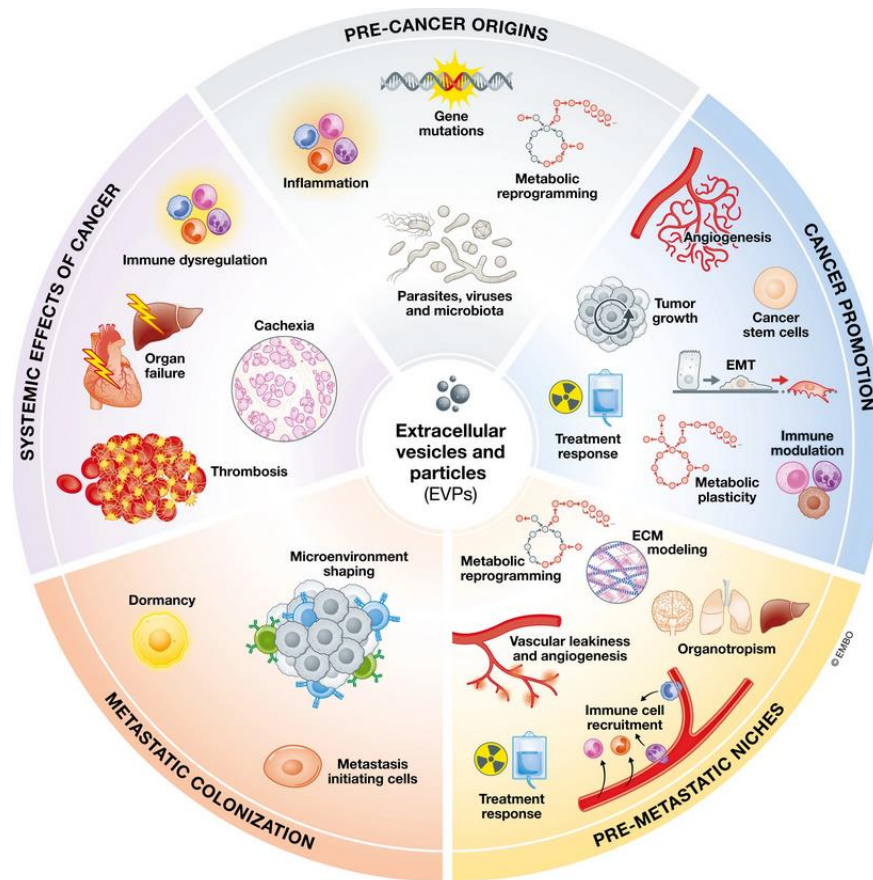 PRE-CANCER ORIGINS
Gene
mutations
Inflammation
Metabolic
reprogramming
Parasites, viruses
and microbiota
CANCER PROMOTION
Angiogenesis
Tumor
growth
Cancer
stem cells
EMT
Treatment
response
Metabolic
plasticity
Immune
modulation
PRE-METASTATIC NICHES
Metabolic
reprogramming
ECM
modeling
Vascular leakiness
and angiogenesis
Organotropism
Immune cell
recruitment
Treatment
response
METASTATIC COLONIZATION
Microenvironment
shaping
Dormancy
Metastasis
initiating cells
SYSTEMIC EFFECTS OF CANCER
Immune dysregulation
Organ
failure
Cachexia
Thrombosis
Extracellular
vesicles and
particles
(EVPs)
© EMBO